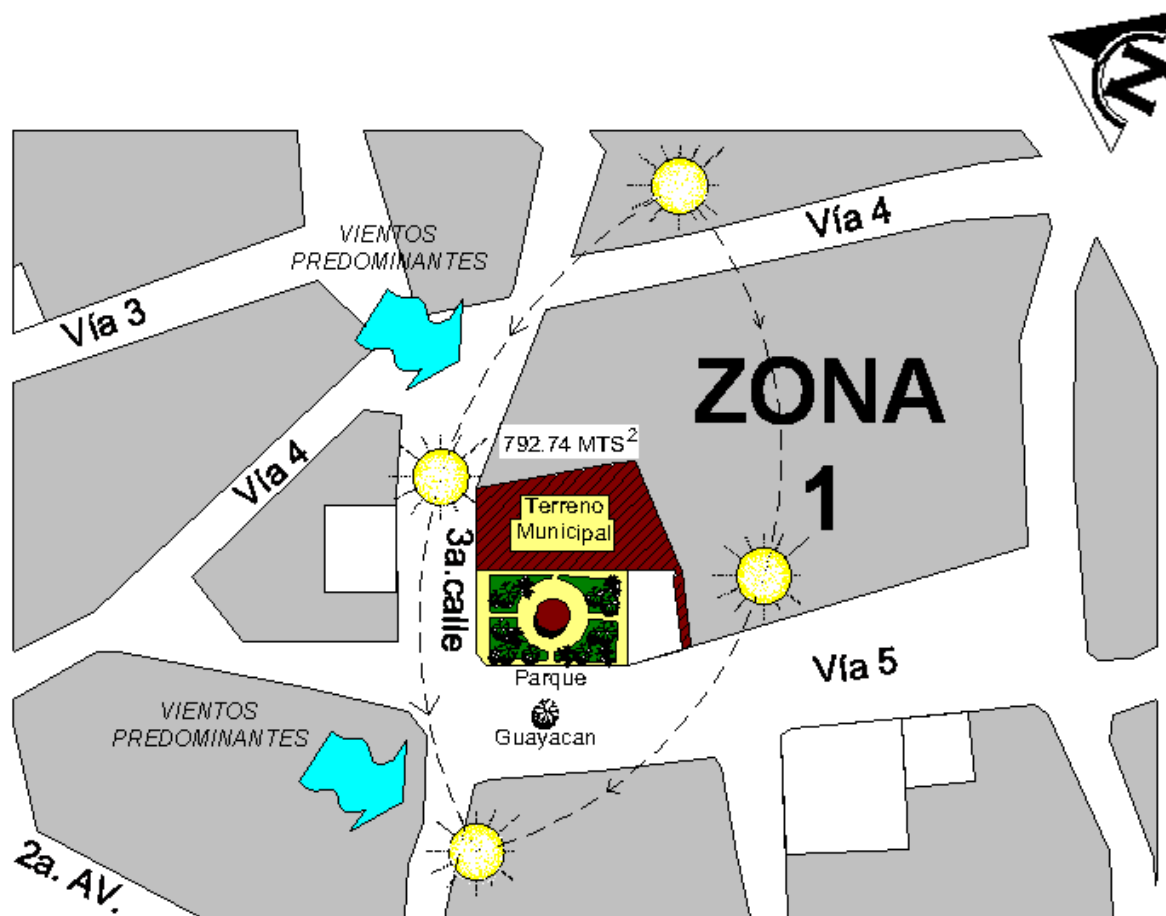 N
Vía 4
VIENTOS
PREDOMINANTES
Vía 3
ZONA
1
792.74 MTS²
Vía 4
Terreno
Municipal
3a.calle
Vía 5
Parque
Guayacan
VIENTOS
PREDOMINANTES
2a. AV.